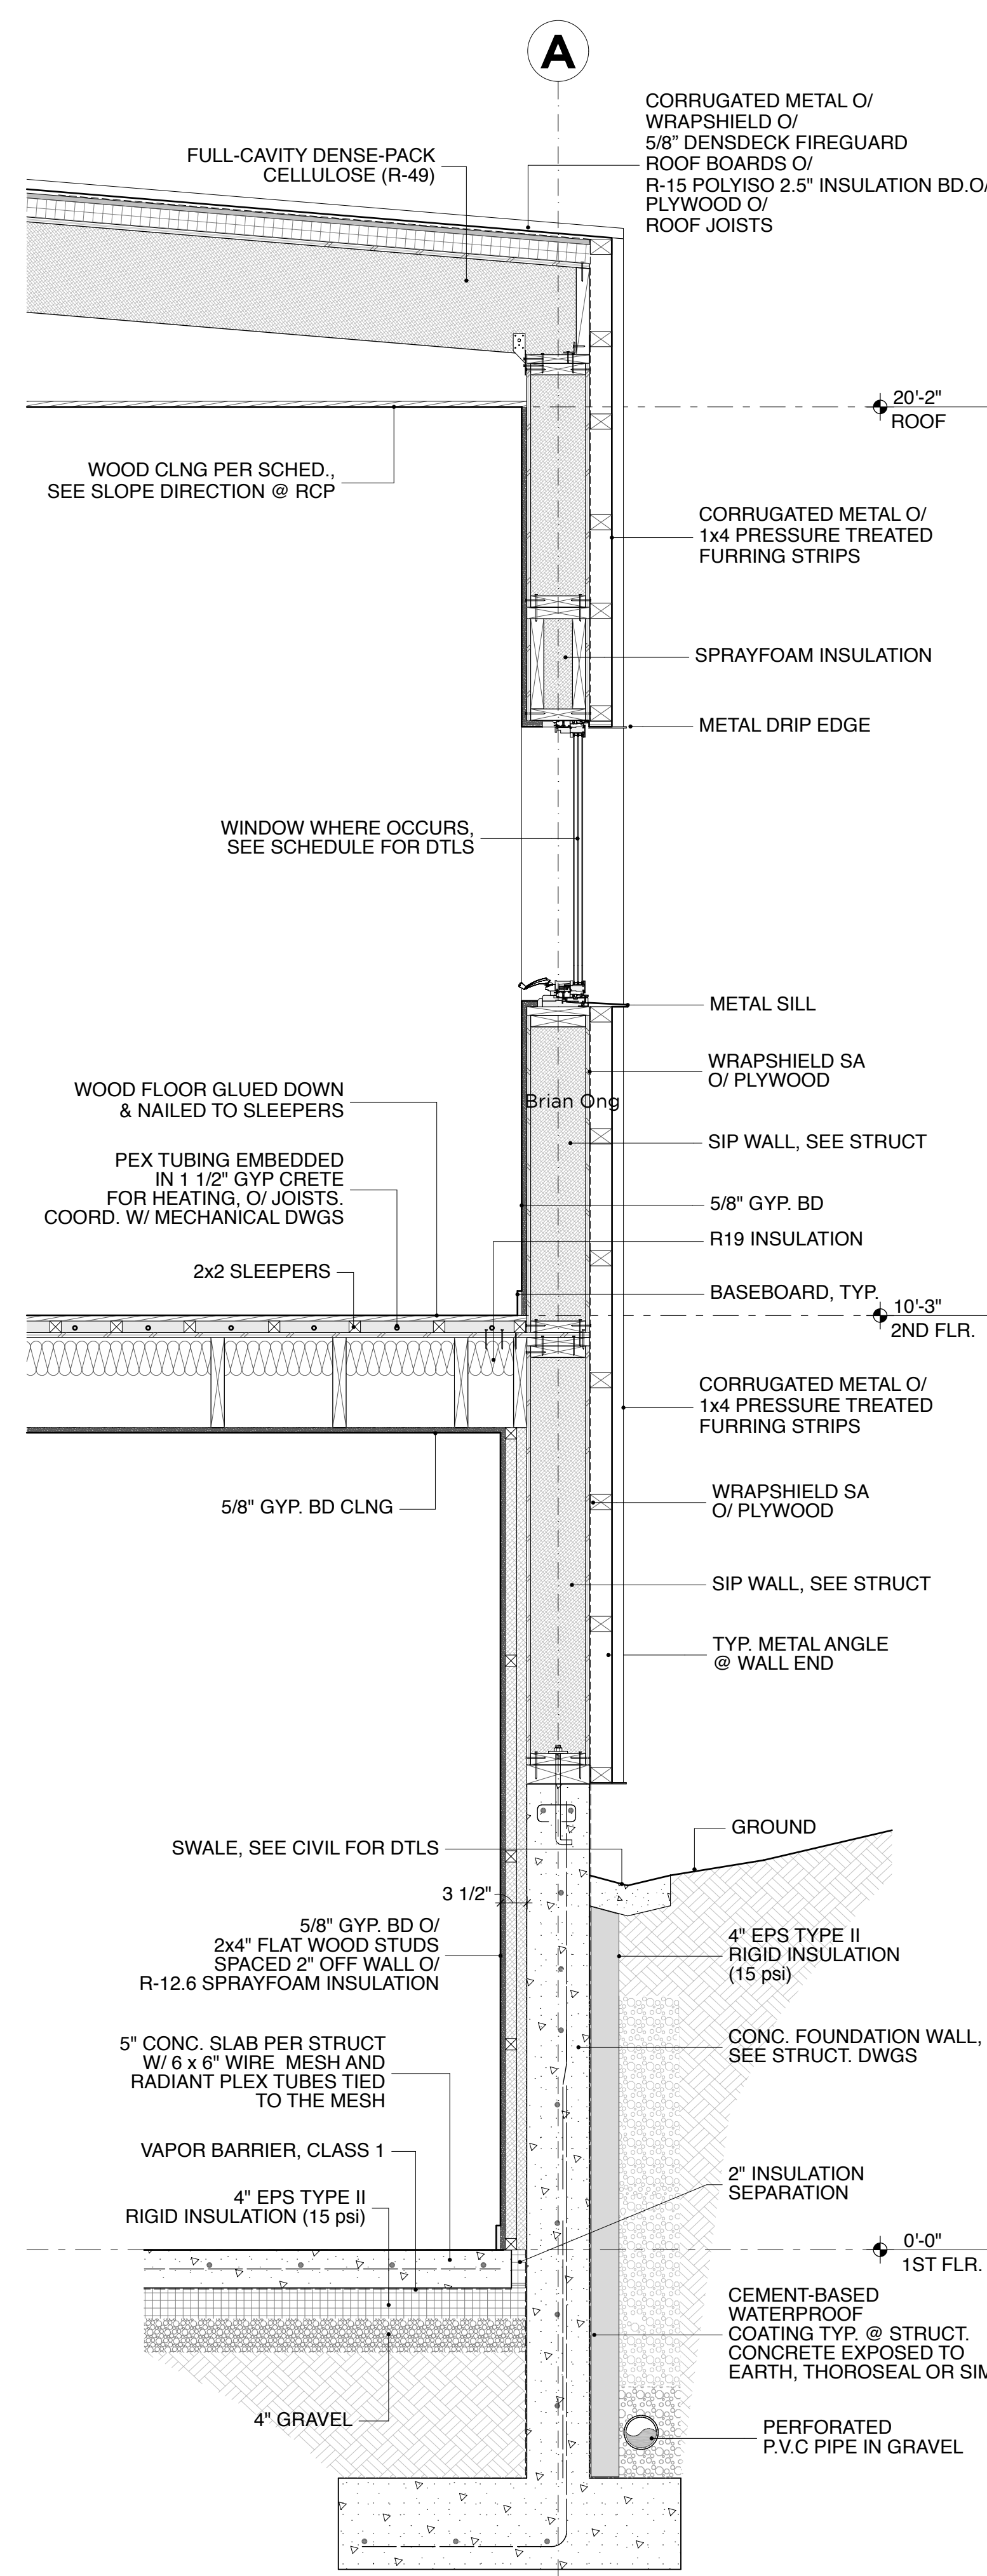 A
CORRUGATED METAL O/
WRAPSHIELD O/
5/8” DENSDECK FIREGUARD
ROOF BOARDS O/
R-15 POLYISO 2.5" INSULATION BD.O/
PLYWOOD O/
ROOF JOISTS
FULL-CAVITY DENSE-PACK
CELLULOSE (R-49)
20'-2"
ROOF
WOOD CLNG PER SCHED.,
SEE SLOPE DIRECTION @ RCP
CORRUGATED METAL O/
1x4 PRESSURE TREATED
FURRING STRIPS
SPRAYFOAM INSULATION
METAL DRIP EDGE
WINDOW WHERE OCCURS,
SEE SCHEDULE FOR DTLS
METAL SILL
WRAPSHIELD SA
O/ PLYWOOD
WOOD FLOOR GLUED DOWN
& NAILED TO SLEEPERS
Brian Ong
SIP WALL, SEE STRUCT
PEX TUBING EMBEDDED
IN 1 1/2" GYP CRETE
FOR HEATING, O/ JOISTS.
COORD. W/ MECHANICAL DWGS
5/8" GYP. BD
R19 INSULATION
2x2 SLEEPERS
BASEBOARD, TYP.
10'-3"
2ND FLR.
CORRUGATED METAL O/
1x4 PRESSURE TREATED
FURRING STRIPS
5/8" GYP. BD CLNG
WRAPSHIELD SA
O/ PLYWOOD
SIP WALL, SEE STRUCT
TYP. METAL ANGLE
@ WALL END
GROUND
SWALE, SEE CIVIL FOR DTLS
3 1/2"
5/8" GYP. BD O/
2x4" FLAT WOOD STUDS
SPACED 2" OFF WALL O/
R-12.6 SPRAYFOAM INSULATION
4" EPS TYPE II
RIGID INSULATION
(15 psi)
5" CONC. SLAB PER STRUCT
W/ 6 x 6" WIRE MESH AND
RADIANT PLEX TUBES TIED
TO THE MESH
CONC. FOUNDATION WALL,
SEE STRUCT. DWGS
VAPOR BARRIER, CLASS 1
4" EPS TYPE II
RIGID INSULATION (15 psi)
2" INSULATION
SEPARATION
0'-0"
1ST FLR.
CEMENT-BASED
WATERPROOF
COATING TYP. @ STRUCT.
CONCRETE EXPOSED TO
EARTH, THOROSEAL OR SIM
4" GRAVEL
PERFORATED
P.V.C PIPE IN GRAVEL